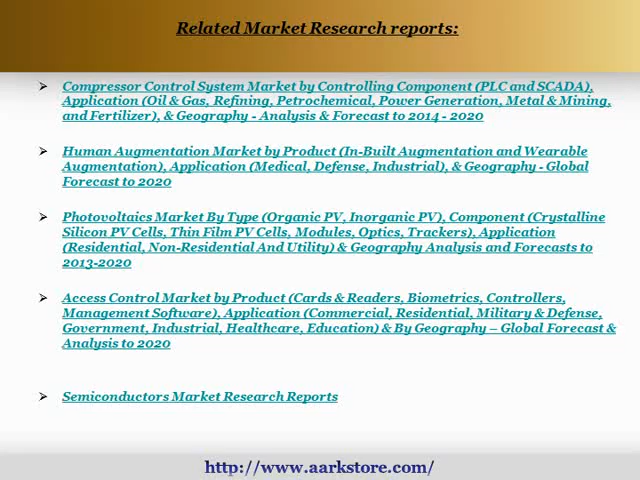 Related Market Research reports:
Compressor Control System Market by Controlling Component (PLC and SCADA),
Application (Oil & Gas, Refining, Petrochemical, Power Generation, Metal & Mining,
and Fertilizer), & Geography - Analysis & Forecast to 2014 - 2020
Human Augmentation Market by Product (In-Built Augmentation and Wearable
Augmentation), Application (Medical, Defense, Industrial), & Geography - Global
Forecast to 2020
Photovoltaics Market By Type (Organic PV, Inorganic PV), Component (Crystalline
Silicon PV Cells, Thin Film PV Cells, Modules, Optics, Trackers), Application
(Residential, Non-Residential And Utility) & Geography Analysis and Forecasts to
2013-2020
Access Control Market by Product (Cards & Readers, Biometrics, Controllers,
Management Software), Application (Commercial, Residential, Military & Defense,
Government, Industrial, Healthcare, Education) & By Geography – Global Forecast &
Analysis to 2020
Semiconductors Market Research Reports
http://www.aarkstore.com/